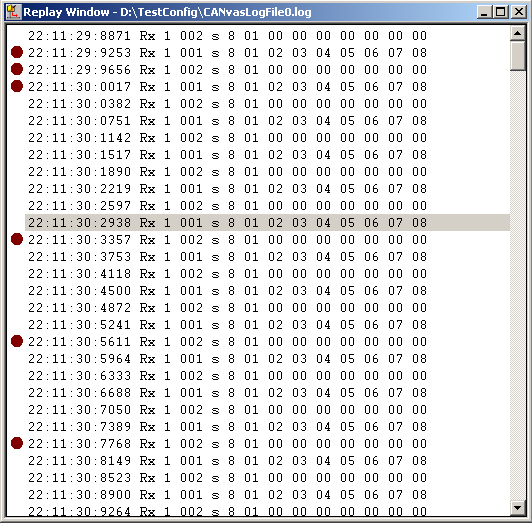 Replay Window - D:\TestConfig\CANvasLogFile0.log
22:11:29:8871 Rx 1 002 s 8 01 00 00 00 00 00 00 00
22:11:29:9253 Rx 1 001 s 8 01 02 03 04 05 06 07 08
22:11:29:9656 Rx 1 002 s 8 01 00 00 00 00 00 00 00
22:11:30:0017 Rx 1 001 s 8 01 02 03 04 05 06 07 08
22:11:30:0382 Rx 1 002 s 8 01 00 00 00 00 00 00 00
22:11:30:0751 Rx 1 001 s 8 01 02 03 04 05 06 07 08
22:11:30:1142 Rx 1 002 s 8 01 00 00 00 00 00 00 00
22:11:30:1517 Rx 1 001 s 8 01 02 03 04 05 06 07 08
22:11:30:1890 Rx 1 002 s 8 01 00 00 00 00 00 00 00
22:11:30:2219 Rx 1 001 s 8 01 02 03 04 05 06 07 08
22:11:30:2597 Rx 1 002 s 8 01 00 00 00 00 00 00 00
22:11:30:2938 Rx 1 001 s 8 01 02 03 04 05 06 07 08
22:11:30:3357 Rx 1 002 s 8 01 00 00 00 00 00 00 00
22:11:30:3753 Rx 1 001 s 8 01 02 03 04 05 06 07 08
22:11:30:4118 Rx 1 002 s 8 01 00 00 00 00 00 00 00
22:11:30:4500 Rx 1 001 s 8 01 02 03 04 05 06 07 08
22:11:30:4872 Rx 1 002 s 8 01 00 00 00 00 00 00 00
22:11:30:5241 Rx 1 001 s 8 01 02 03 04 05 06 07 08
22:11:30:5611 Rx 1 002 s 8 01 00 00 00 00 00 00 00
22:11:30:5964 Rx 1 001 s 8 01 02 03 04 05 06 07 08
22:11:30:6333 Rx 1 002 s 8 01 00 00 00 00 00 00 00
22:11:30:6688 Rx 1 001 s 8 01 02 03 04 05 06 07 08
22:11:30:7050 Rx 1 002 s 8 01 00 00 00 00 00 00 00
22:11:30:7389 Rx 1 001 s 8 01 02 03 04 05 06 07 08
22:11:30:7768 Rx 1 002 s 8 01 00 00 00 00 00 00 00
22:11:30:8149 Rx 1 001 s 8 01 02 03 04 05 06 07 08
22:11:30:8523 Rx 1 002 s 8 01 00 00 00 00 00 00 00
22:11:30:8900 Rx 1 001 s 8 01 02 03 04 05 06 07 08
22:11:30:9264 Rx 1 002 s 8 01 00 00 00 00 00 00 00